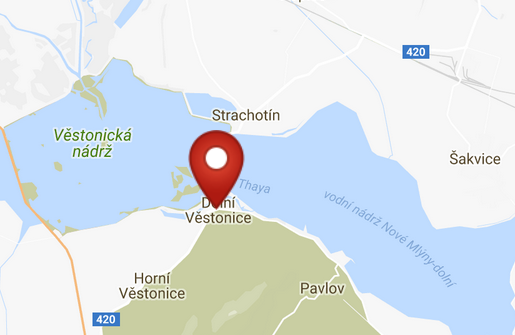 420
Strachotín
Věstonická
nádrž
Šakvice
Thaya
Dolní
Věstonice
vodní nádrž Nové Mlýny-dolní
Horní
Věstonice
Pavlov
420